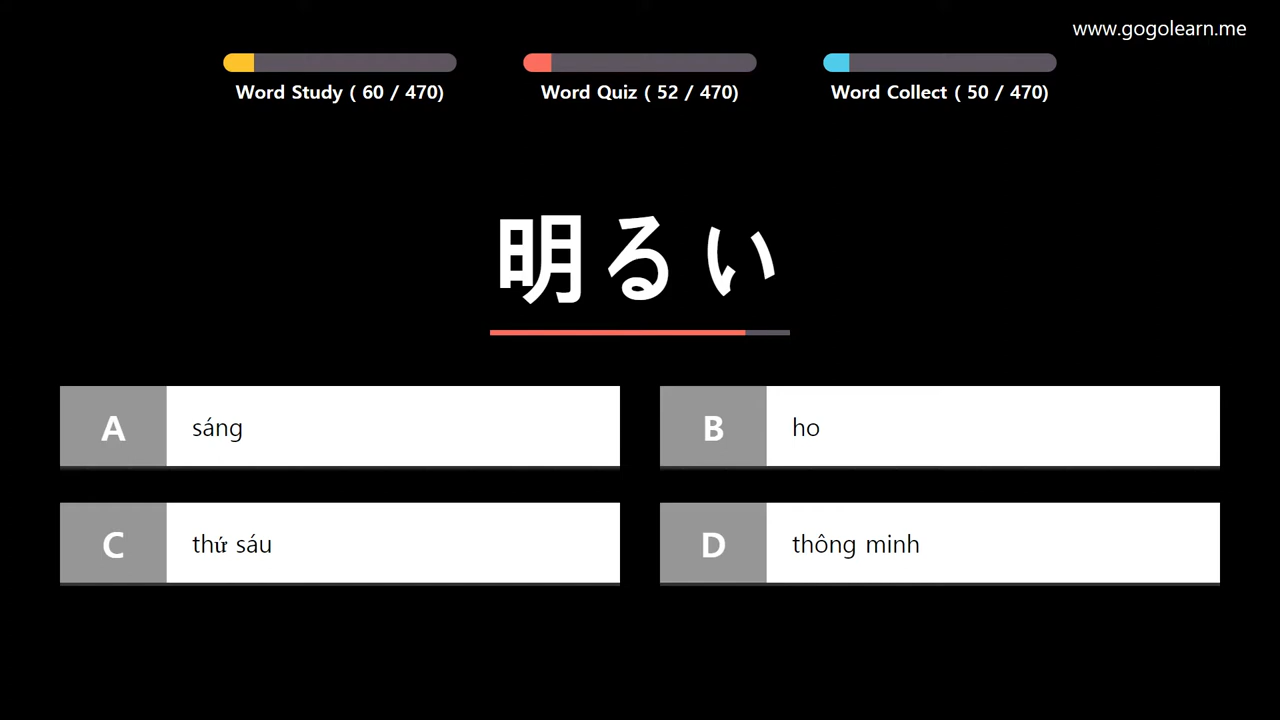 www.gogolearn.me
Word Study ( 60 / 470)
Word Quiz ( 52 / 470)
Word Collect ( 50 / 470)
明るい
A sáng
B ho
C thứ sáu
D thông minh